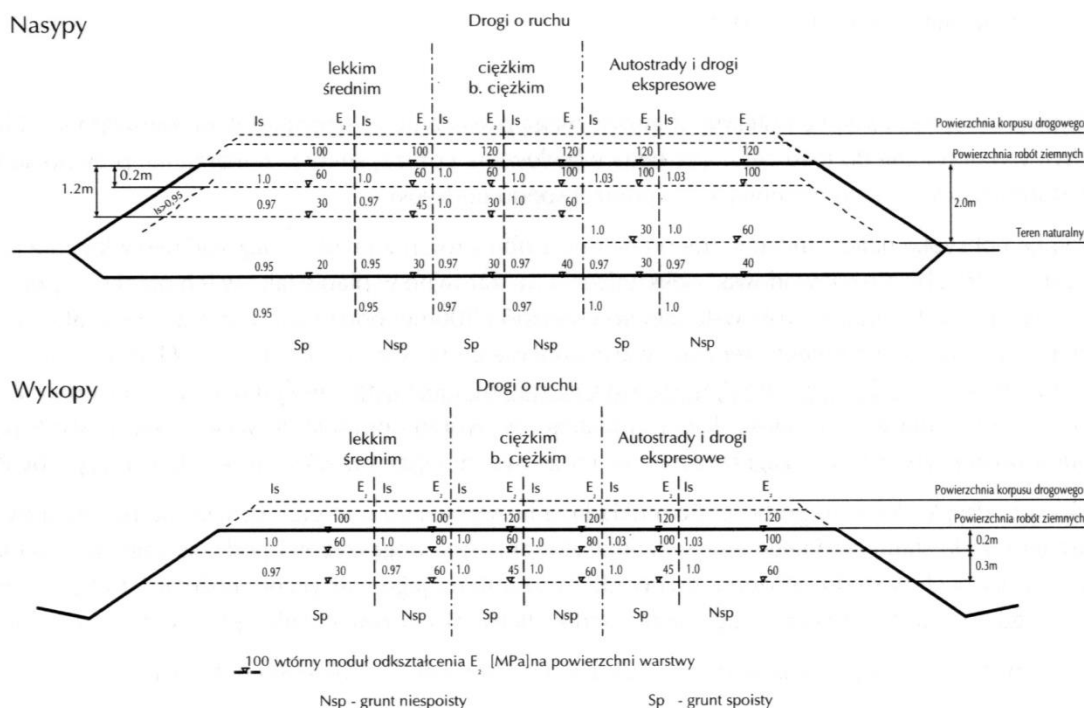 Nasypy
Drogi o ruchu
lekkim średnim
ciężkim b. ciężkim
Autostrady i drogi ekspresowe
Is E₂ Is E₂ Is E₂ Is E₂ Is E₂ Is E₂
Powierzchnia korpusu drogowego
100 100 120 120 120 120
Powierzchnia robót ziemnych
1.2m 0.2m
1.0 60 1.0 60 1.0 60 1.0 100 1.03 100 1.03 100
Is>0.95
0.97 30 0.97 45 1.0 30 1.0 60
2.0m
1.0 30 1.0 60
Teren naturalny
0.95 20 0.95 30 0.97 30 0.97 40 0.97 30 0.97 40
0.95 0.95 0.97 0.97 1.0 1.0
Sp Nsp Sp Nsp Sp Nsp
Wykopy
Drogi o ruchu
lekkim średnim
ciężkim b. ciężkim
Autostrady i drogi ekspresowe
Is E₂ Is E₂ Is E₂ Is E₂ Is E₂ Is E₂
Powierzchnia korpusu drogowego
100 100 120 120 120 120
Powierzchnia robót ziemnych
1.0 60 1.0 80 1.0 60 1.0 80 1.03 100 1.03 100
0.2m
0.97 30 0.97 60 1.0 45 1.0 60 1.0 45 1.0 60
0.3m
Sp Nsp Sp Nsp Sp Nsp
100 wtórny moduł odkształcenia E₂ [MPa]na powierzchni warstwy
Nsp - grunt niespoisty Sp - grunt spoisty